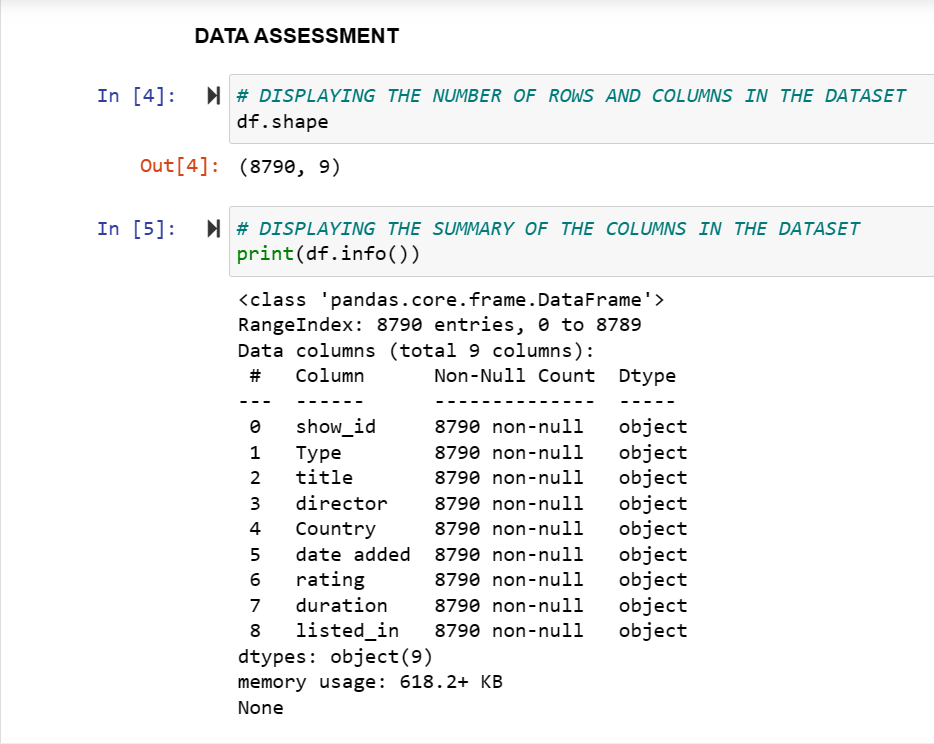 DATA ASSESSMENT
In [4]:
# DISPLAYING THE NUMBER OF ROWS AND COLUMNS IN THE DATASET
df.shape
Out[4]: (8790, 9)
In [5]:
# DISPLAYING THE SUMMARY OF THE COLUMNS IN THE DATASET
print(df.info())
<class 'pandas.core.frame.DataFrame'>
RangeIndex: 8790 entries, 0 to 8789
Data columns (total 9 columns):
 #   Column      Non-Null Count  Dtype
---  ------      --------------  -----
 0   show_id     8790 non-null   object
 1   Type        8790 non-null   object
 2   title       8790 non-null   object
 3   director    8790 non-null   object
 4   Country     8790 non-null   object
 5   date added  8790 non-null   object
 6   rating      8790 non-null   object
 7   duration    8790 non-null   object
 8   listed_in   8790 non-null   object
dtypes: object(9)
memory usage: 618.2+ KB
None